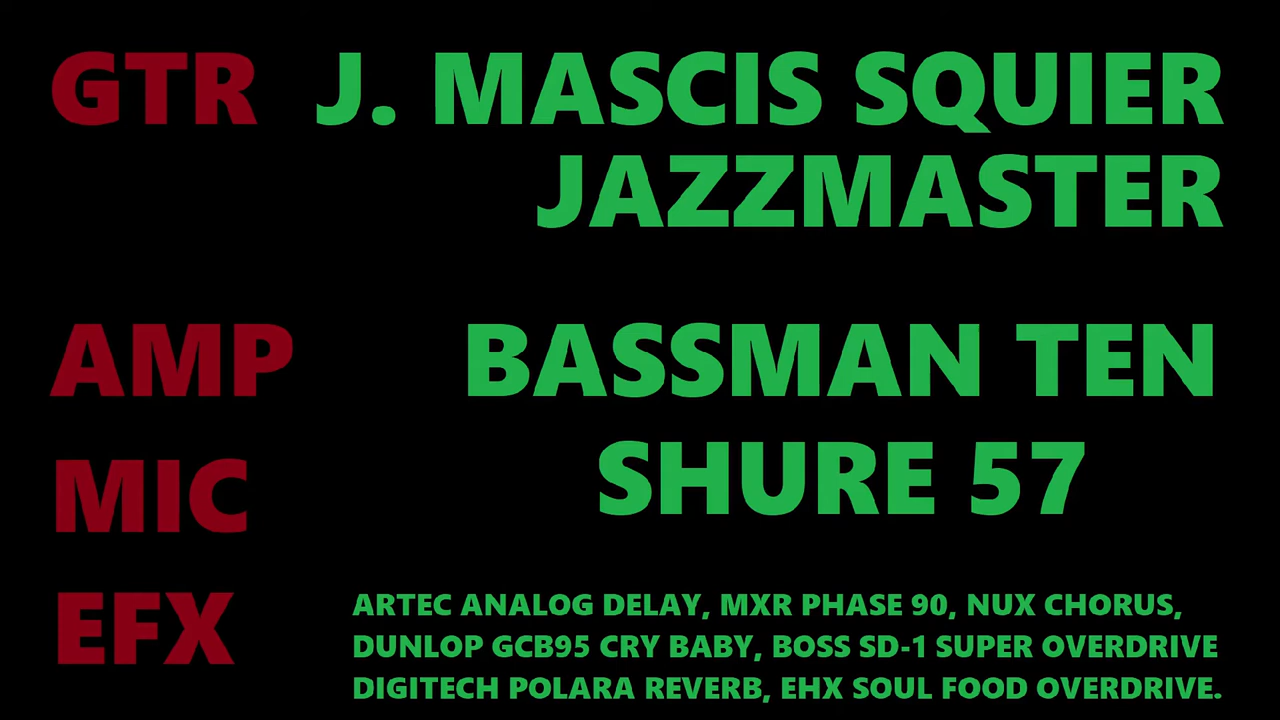 GTR J. MASCIS SQUIER
JAZZMASTER
AMP BASSMAN TEN
MIC SHURE 57
EFX ARTEC ANALOG DELAY, MXR PHASE 90, NUX CHORUS,
DUNLOP GCB95 CRY BABY, BOSS SD-1 SUPER OVERDRIVE
DIGITECH POLARA REVERB, EHX SOUL FOOD OVERDRIVE.